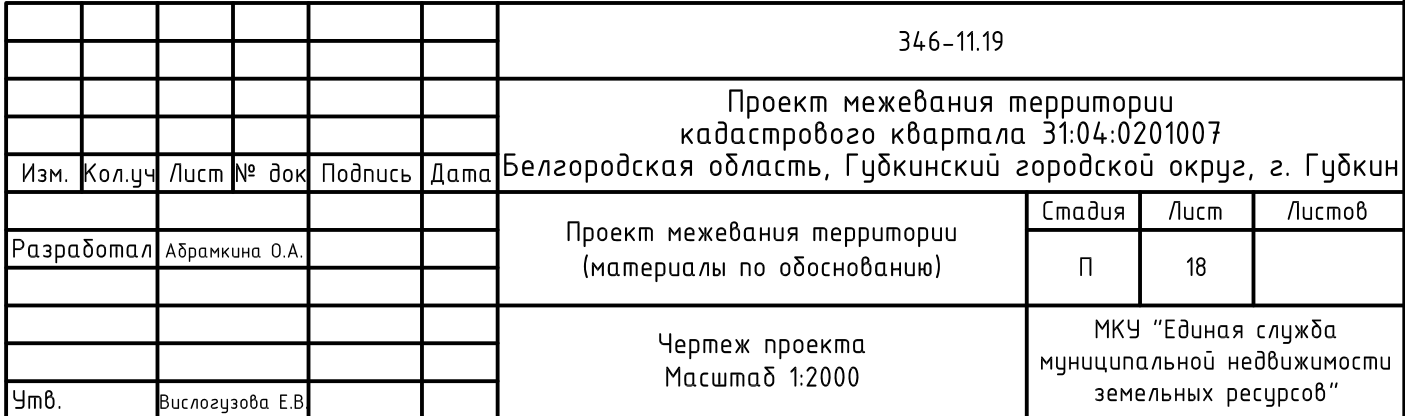 346-11.19
Проект межевания территории
кадастрового квартала 31:04:0201007
Белгородская область, Губкинский городской округ, г. Губкин
Изм. Кол.уч Лист № док Подпись Дата
Проект межевания территории
(материалы по обоснованию)
Стадия Лист Листов
П 18
Разработал Абрамкина О.А.
Чертеж проекта
Масштаб 1:2000
МКУ "Единая служба
муниципальной недвижимости
земельных ресурсов"
Утв. Вислогузова Е.В.